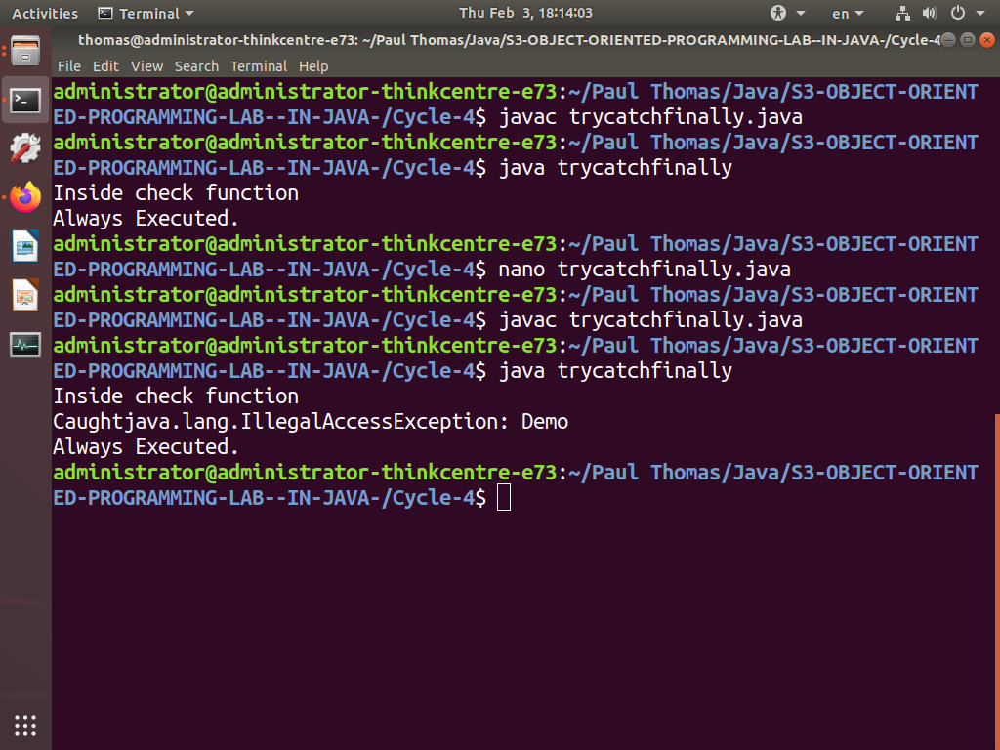 Activities Terminal Thu Feb 3, 18:14:03 en
thomas@administrator-thinkcentre-e73: ~/Paul Thomas/Java/S3-OBJECT-ORIENTED-PROGRAMMING-LAB--IN-JAVA-/Cycle-4
File Edit View Search Terminal Help
administrator@administrator-thinkcentre-e73:~/Paul Thomas/Java/S3-OBJECT-ORIENT
ED-PROGRAMMING-LAB--IN-JAVA-/Cycle-4$ javac trycatchfinally.java
administrator@administrator-thinkcentre-e73:~/Paul Thomas/Java/S3-OBJECT-ORIENT
ED-PROGRAMMING-LAB--IN-JAVA-/Cycle-4$ java trycatchfinally
Inside check function
Always Executed.
administrator@administrator-thinkcentre-e73:~/Paul Thomas/Java/S3-OBJECT-ORIENT
ED-PROGRAMMING-LAB--IN-JAVA-/Cycle-4$ nano trycatchfinally.java
administrator@administrator-thinkcentre-e73:~/Paul Thomas/Java/S3-OBJECT-ORIENT
ED-PROGRAMMING-LAB--IN-JAVA-/Cycle-4$ javac trycatchfinally.java
administrator@administrator-thinkcentre-e73:~/Paul Thomas/Java/S3-OBJECT-ORIENT
ED-PROGRAMMING-LAB--IN-JAVA-/Cycle-4$ java trycatchfinally
Inside check function
Caughtjava.lang.IllegalAccessException: Demo
Always Executed.
administrator@administrator-thinkcentre-e73:~/Paul Thomas/Java/S3-OBJECT-ORIENT
ED-PROGRAMMING-LAB--IN-JAVA-/Cycle-4$